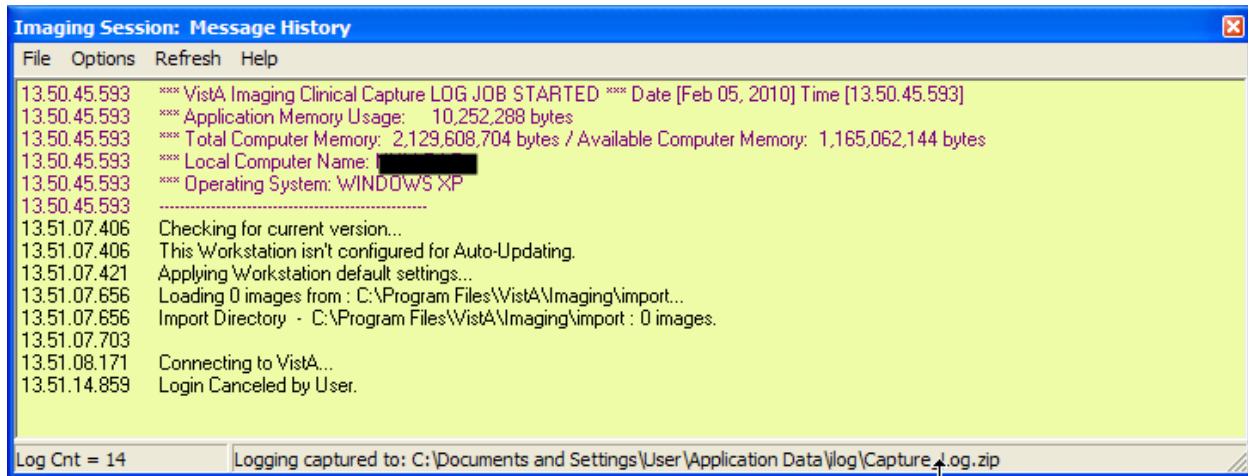 Imaging Session: Message History
File Options Refresh Help
13.50.45.593 *** VistA Imaging Clinical Capture LOG JOB STARTED *** Date [Feb 05, 2010] Time [13.50.45.593]
13.50.45.593 *** Application Memory Usage: 10,252,288 bytes
13.50.45.593 *** Total Computer Memory: 2,129,608,704 bytes / Available Computer Memory: 1,165,062,144 bytes
13.50.45.593 *** Local Computer Name:
13.50.45.593 *** Operating System: WINDOWS XP
13.50.45.593 ----------------------------------------------------
13.51.07.406 Checking for current version...
13.51.07.406 This Workstation isn't configured for Auto-Updating.
13.51.07.421 Applying Workstation default settings...
13.51.07.656 Loading 0 images from : C:\Program Files\VistA\Imaging\import...
13.51.07.656 Import Directory - C:\Program Files\VistA\Imaging\import : 0 images.
13.51.07.703
13.51.08.171 Connecting to VistA...
13.51.14.859 Login Canceled by User.
Log Cnt = 14 Logging captured to: C:\Documents and Settings\User\Application Data\ilog\Capture_Log.zip